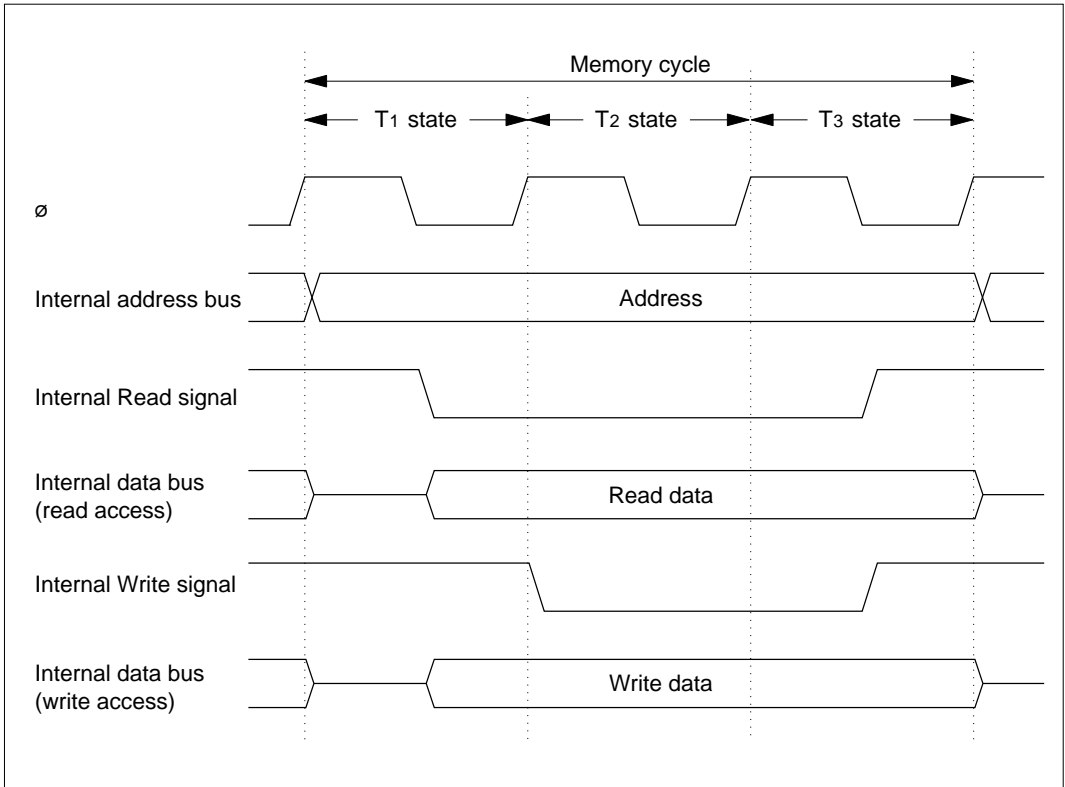 Memory cycle
T1 state
T2 state
T3 state
ø
Internal address bus
Address
Internal Read signal
Internal data bus
(read access)
Read data
Internal Write signal
Internal data bus
(write access)
Write data